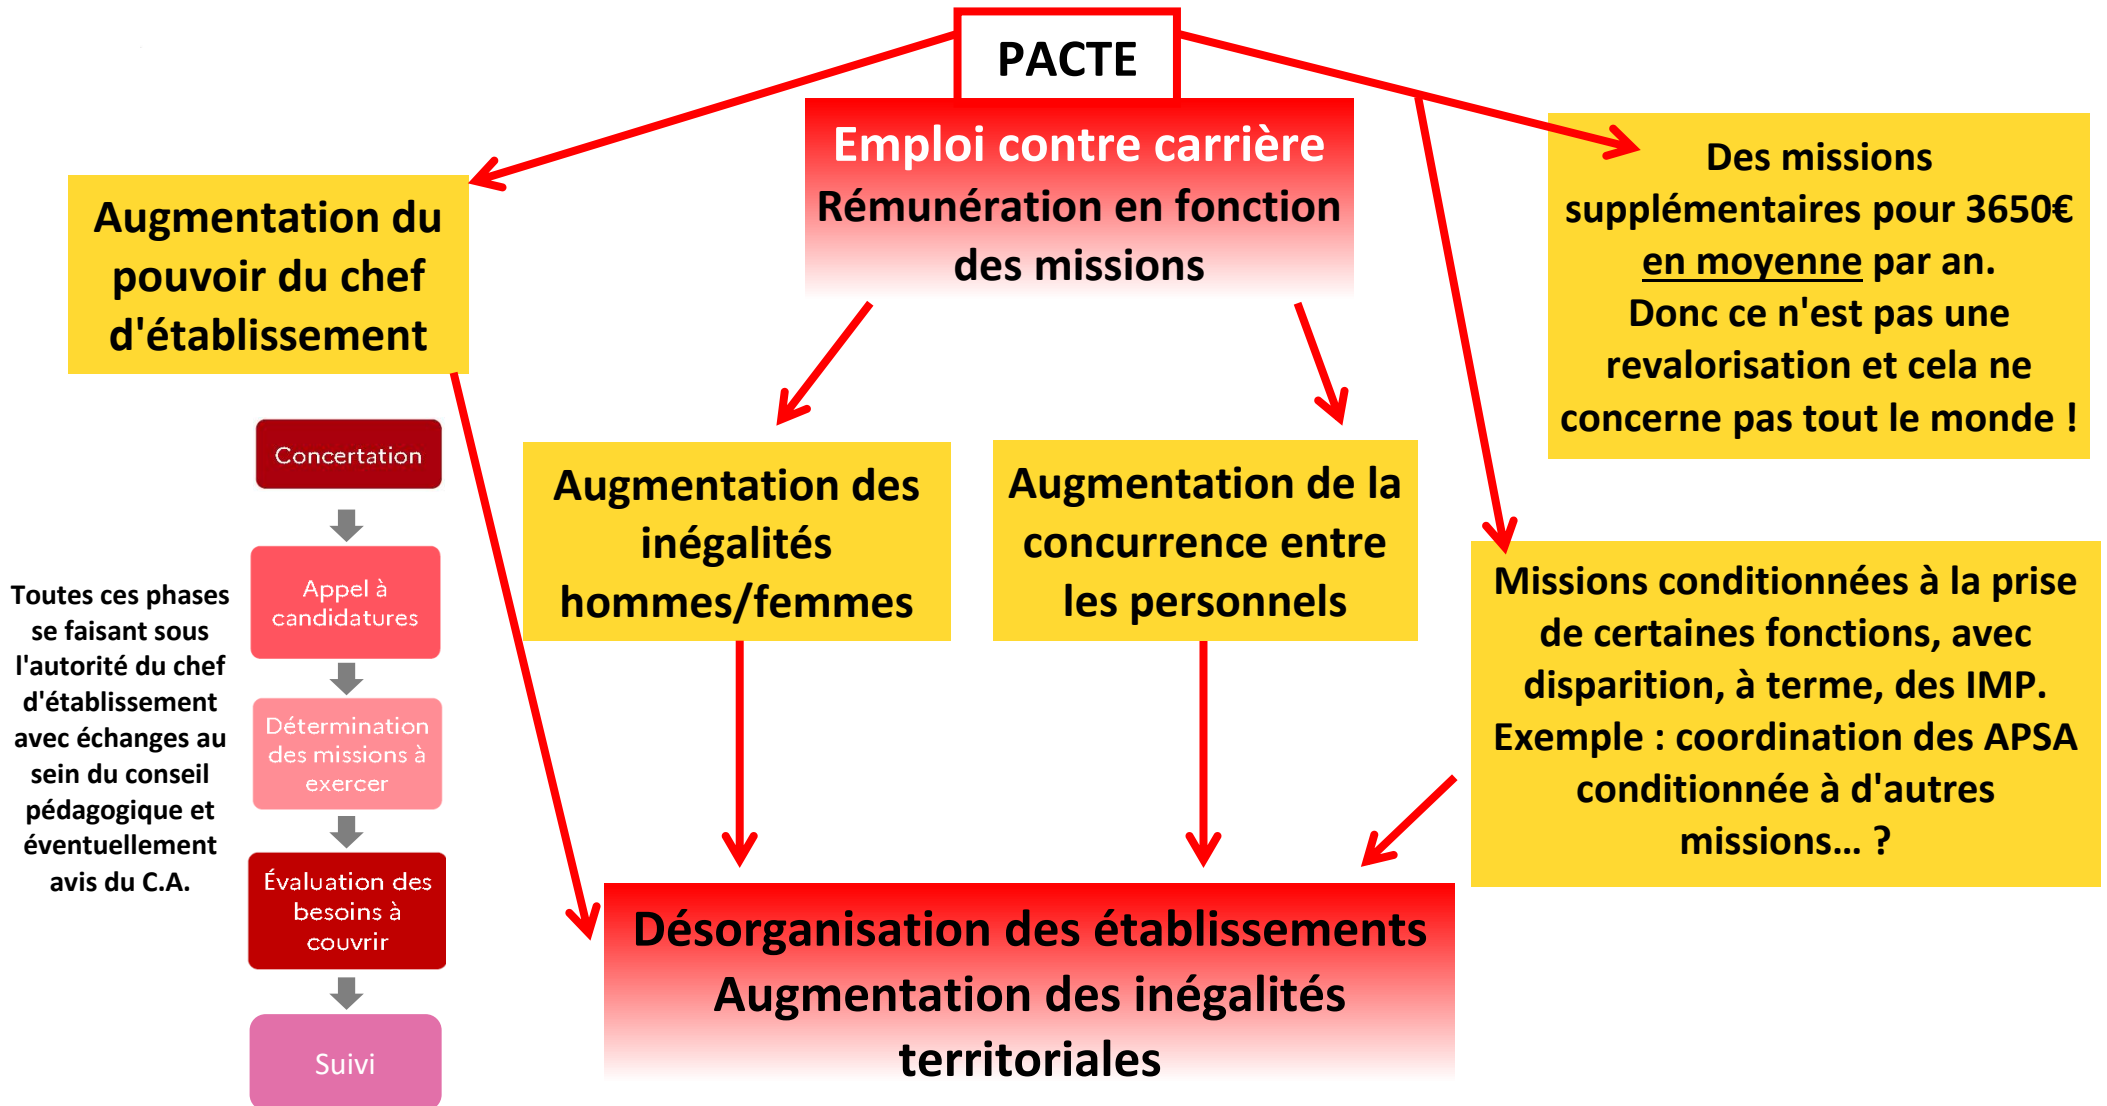 PACTE
Emploi contre carrière
Rémunération en fonction
des missions
Augmentation du
pouvoir du chef
d'établissement
Des missions
supplémentaires pour 3650€
en moyenne par an.
Donc ce n'est pas une
revalorisation et cela ne
concerne pas tout le monde !
Concertation
Appel à
candidatures
Détermination
des missions à
exercer
Évaluation des
besoins à
couvrir
Suivi
Toutes ces phases
se faisant sous
l'autorité du chef
d'établissement
avec échanges au
sein du conseil
pédagogique et
éventuellement
avis du C.A.
Augmentation des
inégalités
hommes/femmes
Augmentation de la
concurrence entre
les personnels
Missions conditionnées à la prise
de certaines fonctions, avec
disparition, à terme, des IMP.
Exemple : coordination des APSA
conditionnée à d'autres
missions... ?
Désorganisation des établissements
Augmentation des inégalités
territoriales